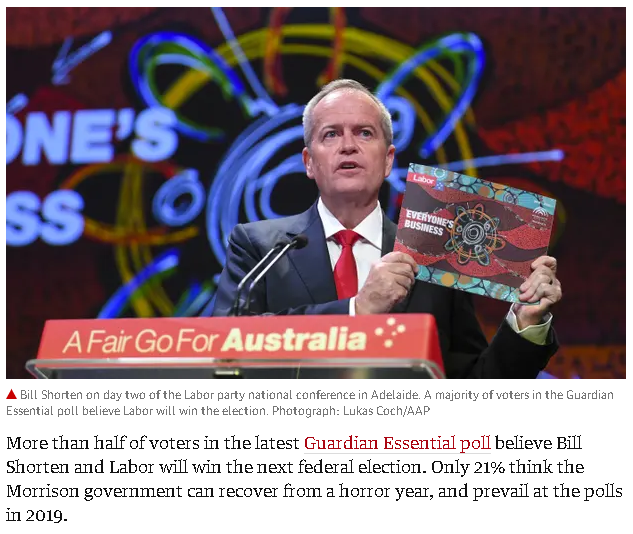 ONE'S
SS
Labor
EVERYONE'S
BUSINESS
A Fair Go For Australia
Bill Shorten on day two of the Labor party national conference in Adelaide. A majority of voters in the Guardian
Essential poll believe Labor will win the election. Photograph: Lukas Coch/AAP
More than half of voters in the latest Guardian Essential poll believe Bill
Shorten and Labor will win the next federal election. Only 21% think the
Morrison government can recover from a horror year, and prevail at the polls
in 2019.